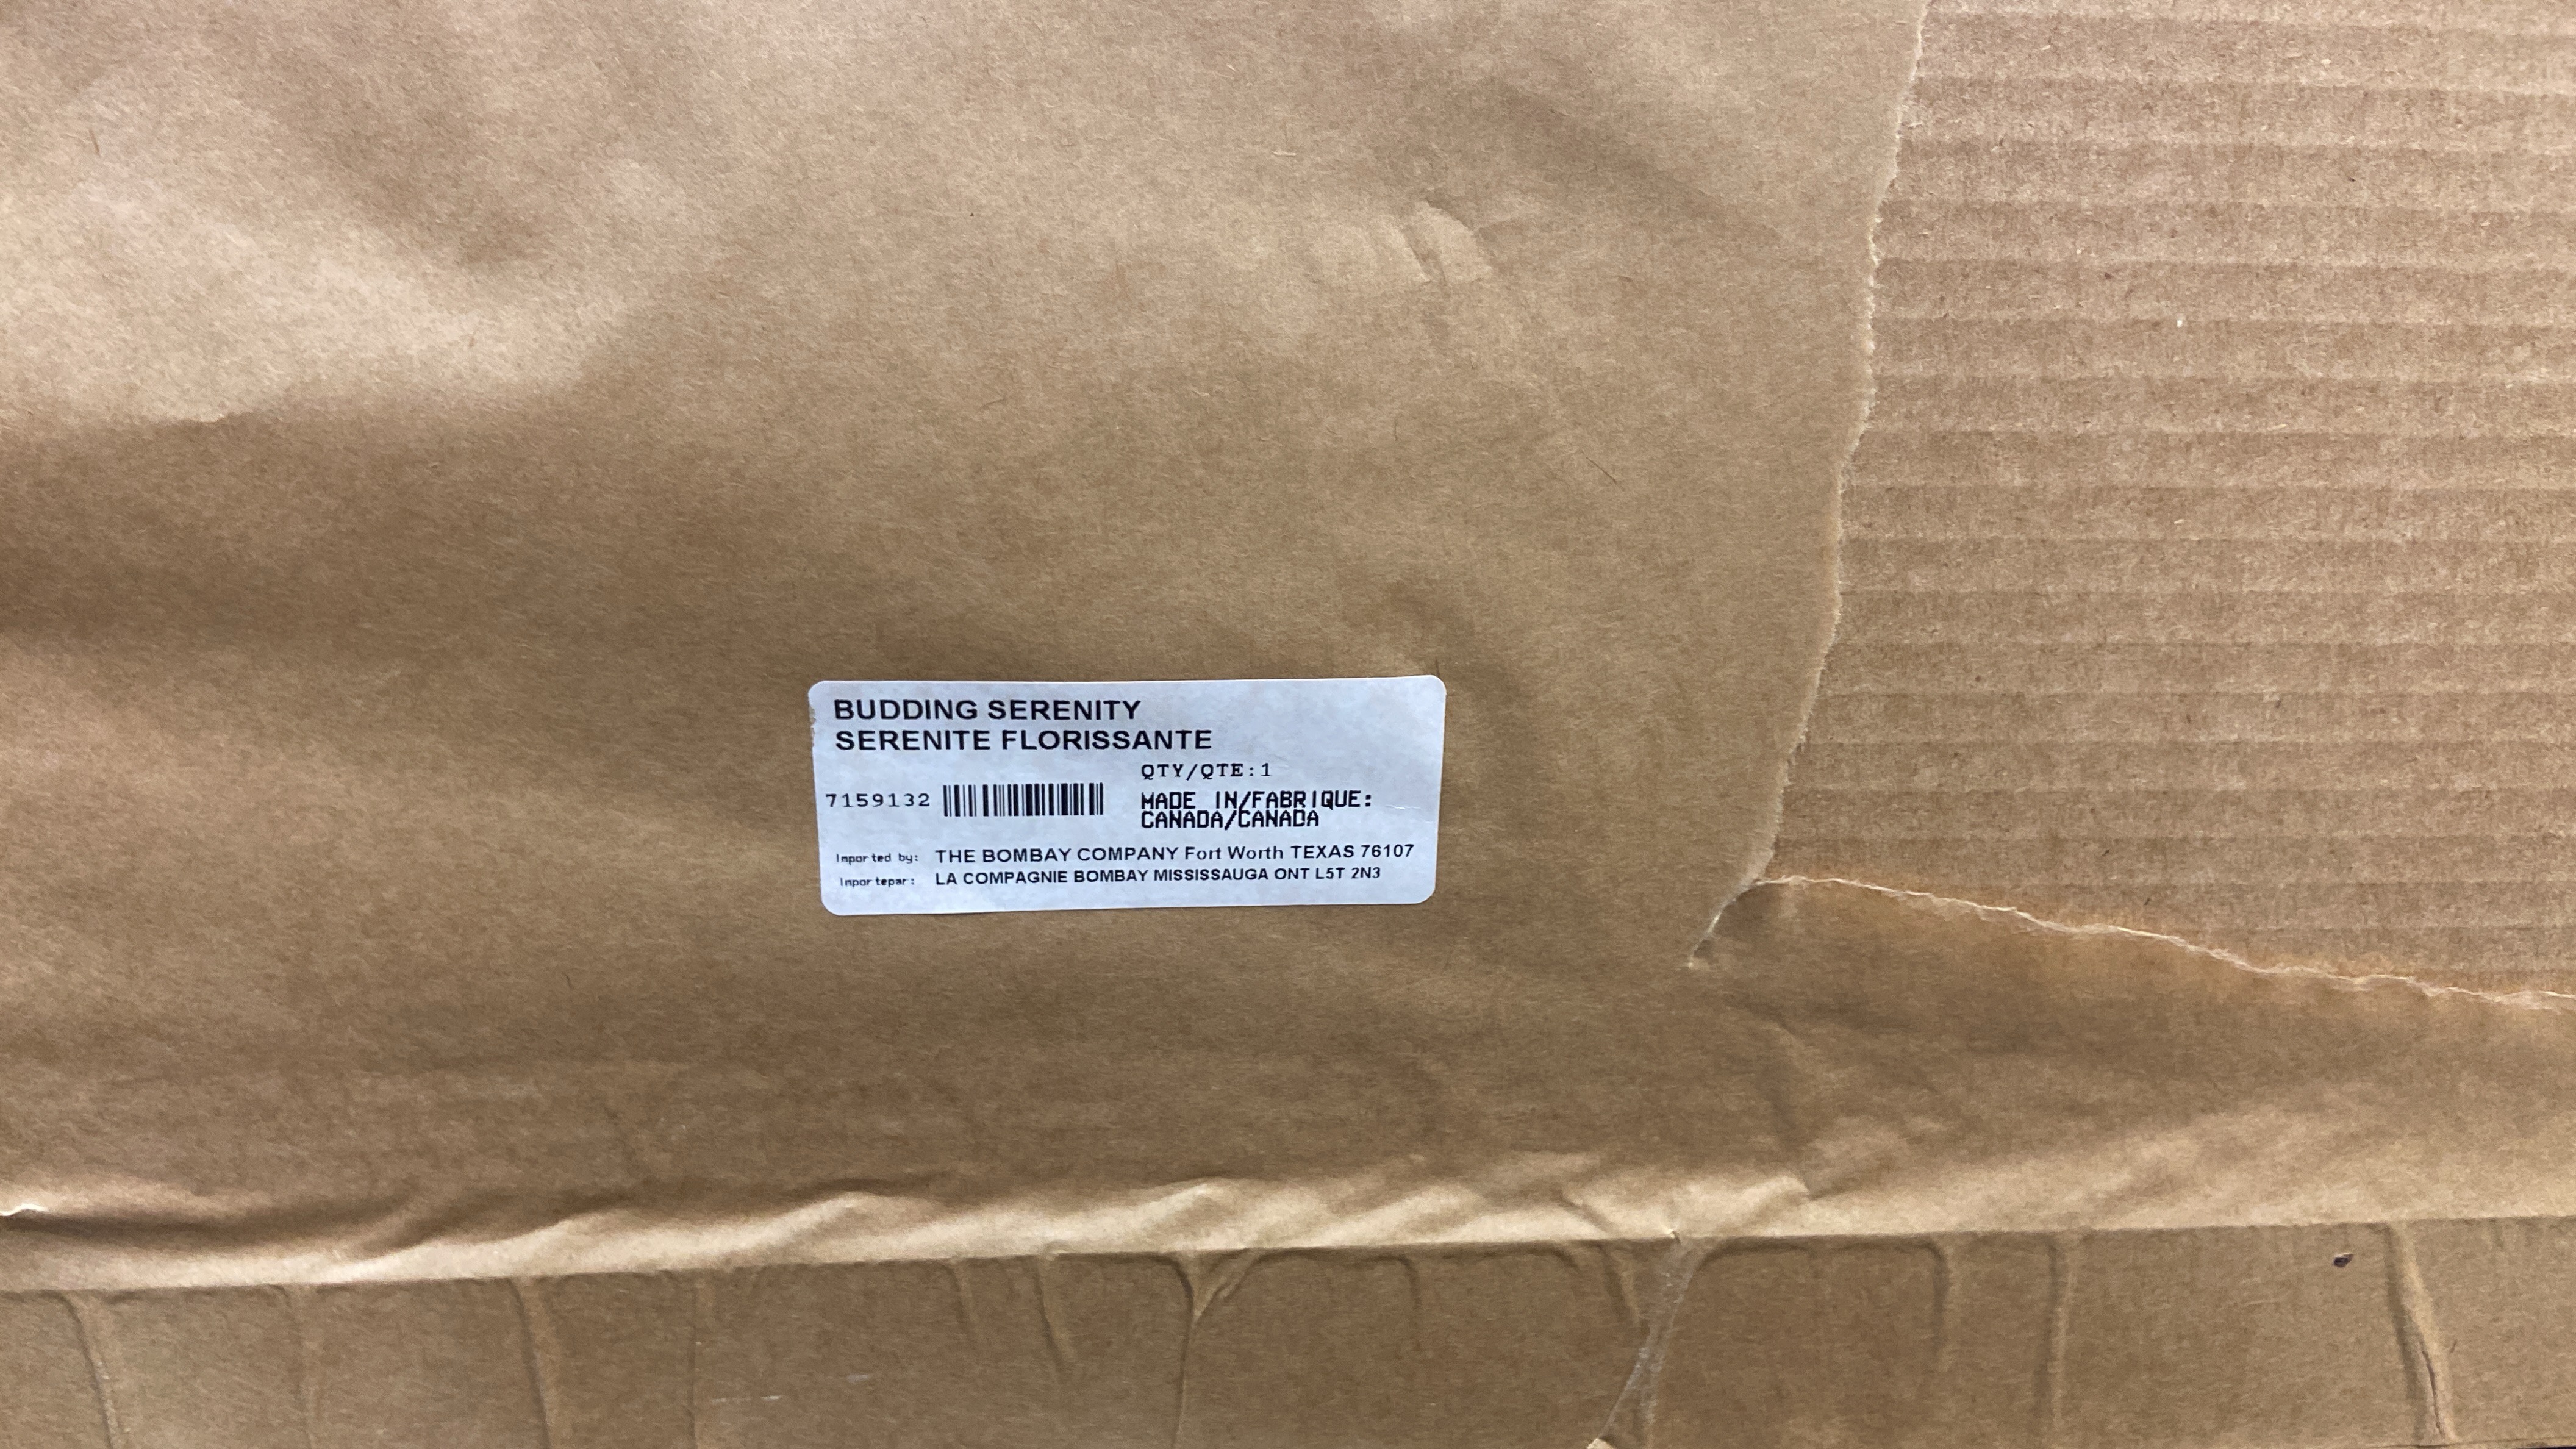 BUDDING SERENITY
SERENITE FLORISSANTE
QTY/QTE:1
7159132
MADE IN/FABRIQUE:
CANADA/CANADA
Imported by: THE BOMBAY COMPANY Fort Worth TEXAS 76107
Importepar: LA COMPAGNIE BOMBAY MISSISSAUGA ONT L5T 2N3